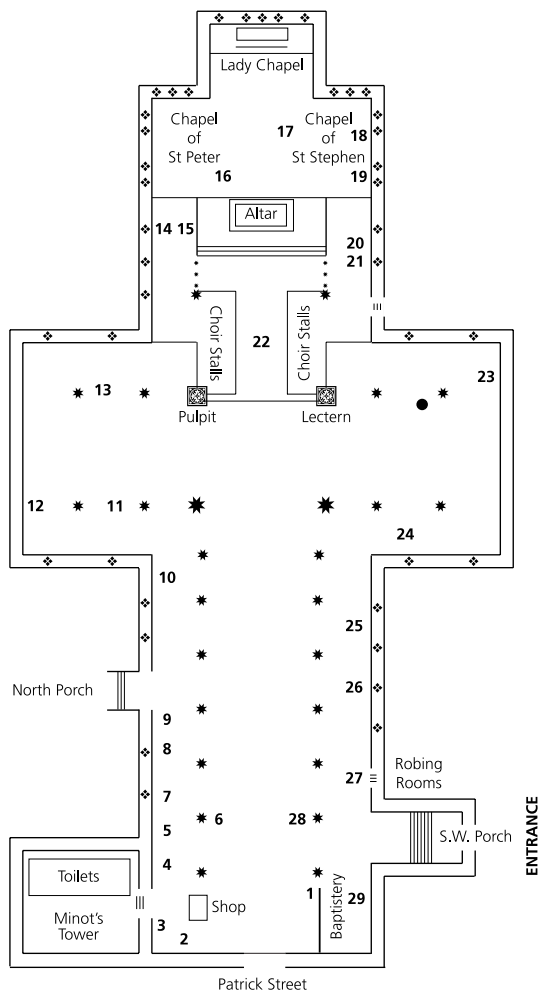 Lady Chapel
Chapel
of
St Peter
Chapel
of
St Stephen
17
18
16
19
Altar
14 15
20
21
Choir Stalls
22
Choir Stalls
13
23
Pulpit
Lectern
12
11
24
10
25
North Porch
26
9
8
27
Robing
Rooms
7
6
28
5
S.W. Porch
ENTRANCE
4
Toilets
1
29
Shop
Baptistery
Minot's
Tower
3
2
Patrick Street